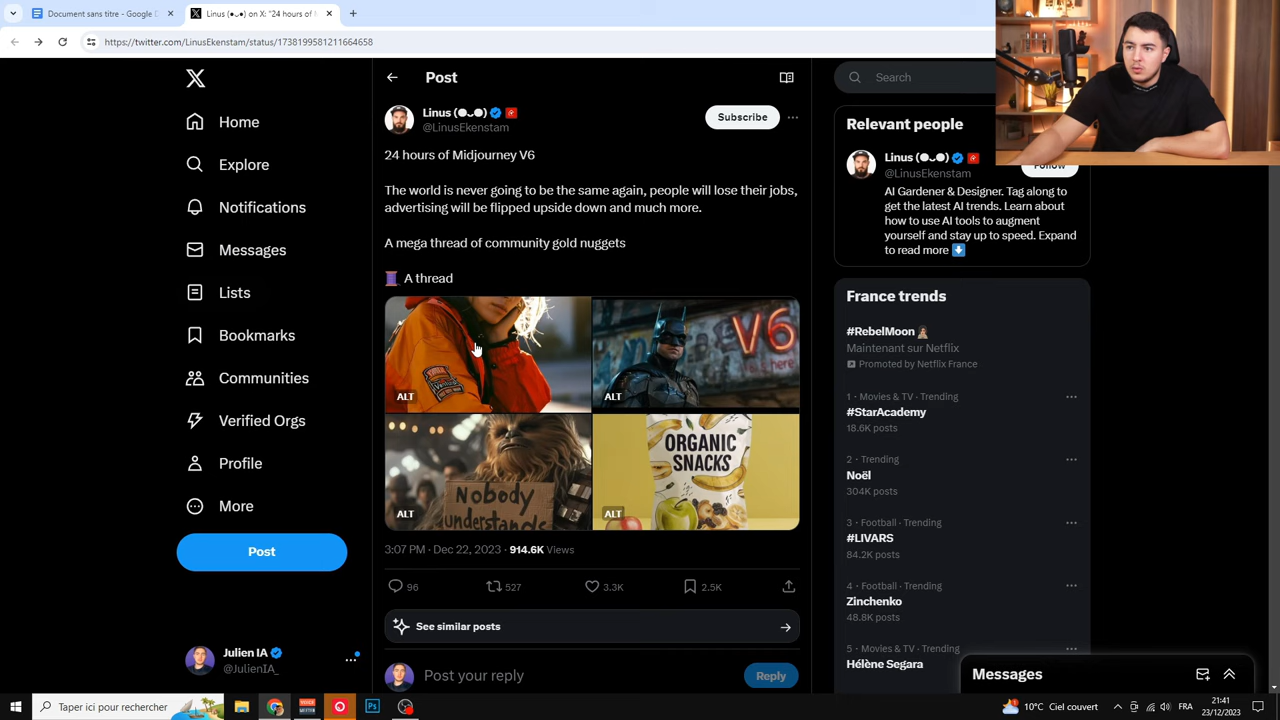 Document sans titre - Google D
Linus (●ᴗ●) on X: "24 hours of M
https://twitter.com/LinusEkenstam/status/1738199581211664658
Home
Explore
Notifications
Messages
Lists
Bookmarks
Communities
Verified Orgs
Profile
More
Post
Julien IA
@JulienIA_
Post
Linus (●ᴗ●)
@LinusEkenstam
Subscribe
24 hours of Midjourney V6
The world is never going to be the same again, people will lose their jobs,
advertising will be flipped upside down and much more.
A mega thread of community gold nuggets
A thread
ALT
V6
ALT
Nobody
understands
ALT
ORGANIC
SNACKS
ALT
3:07 PM · Dec 22, 2023 · 914.6K Views
96
527
3.3K
2.5K
See similar posts
Post your reply
Reply
Search
Relevant people
Linus (●ᴗ●)
@LinusEkenstam
Follow
AI Gardener & Designer. Tag along to
get the latest AI trends. Learn about
how to use AI tools to augment
yourself and stay up to speed. Expand
to read more
France trends
#RebelMoon
Maintenant sur Netflix
Promoted by Netflix France
1 · Movies & TV · Trending
#StarAcademy
18.6K posts
2 · Trending
Noël
304K posts
3 · Football · Trending
#LIVARS
84.2K posts
4 · Football · Trending
Zinchenko
48.8K posts
5 · Movies & TV · Trending
Hélène Segara
Messages
Taper ici pour rechercher
Ps
10°C Ciel couvert
FRA
21:41
23/12/2023